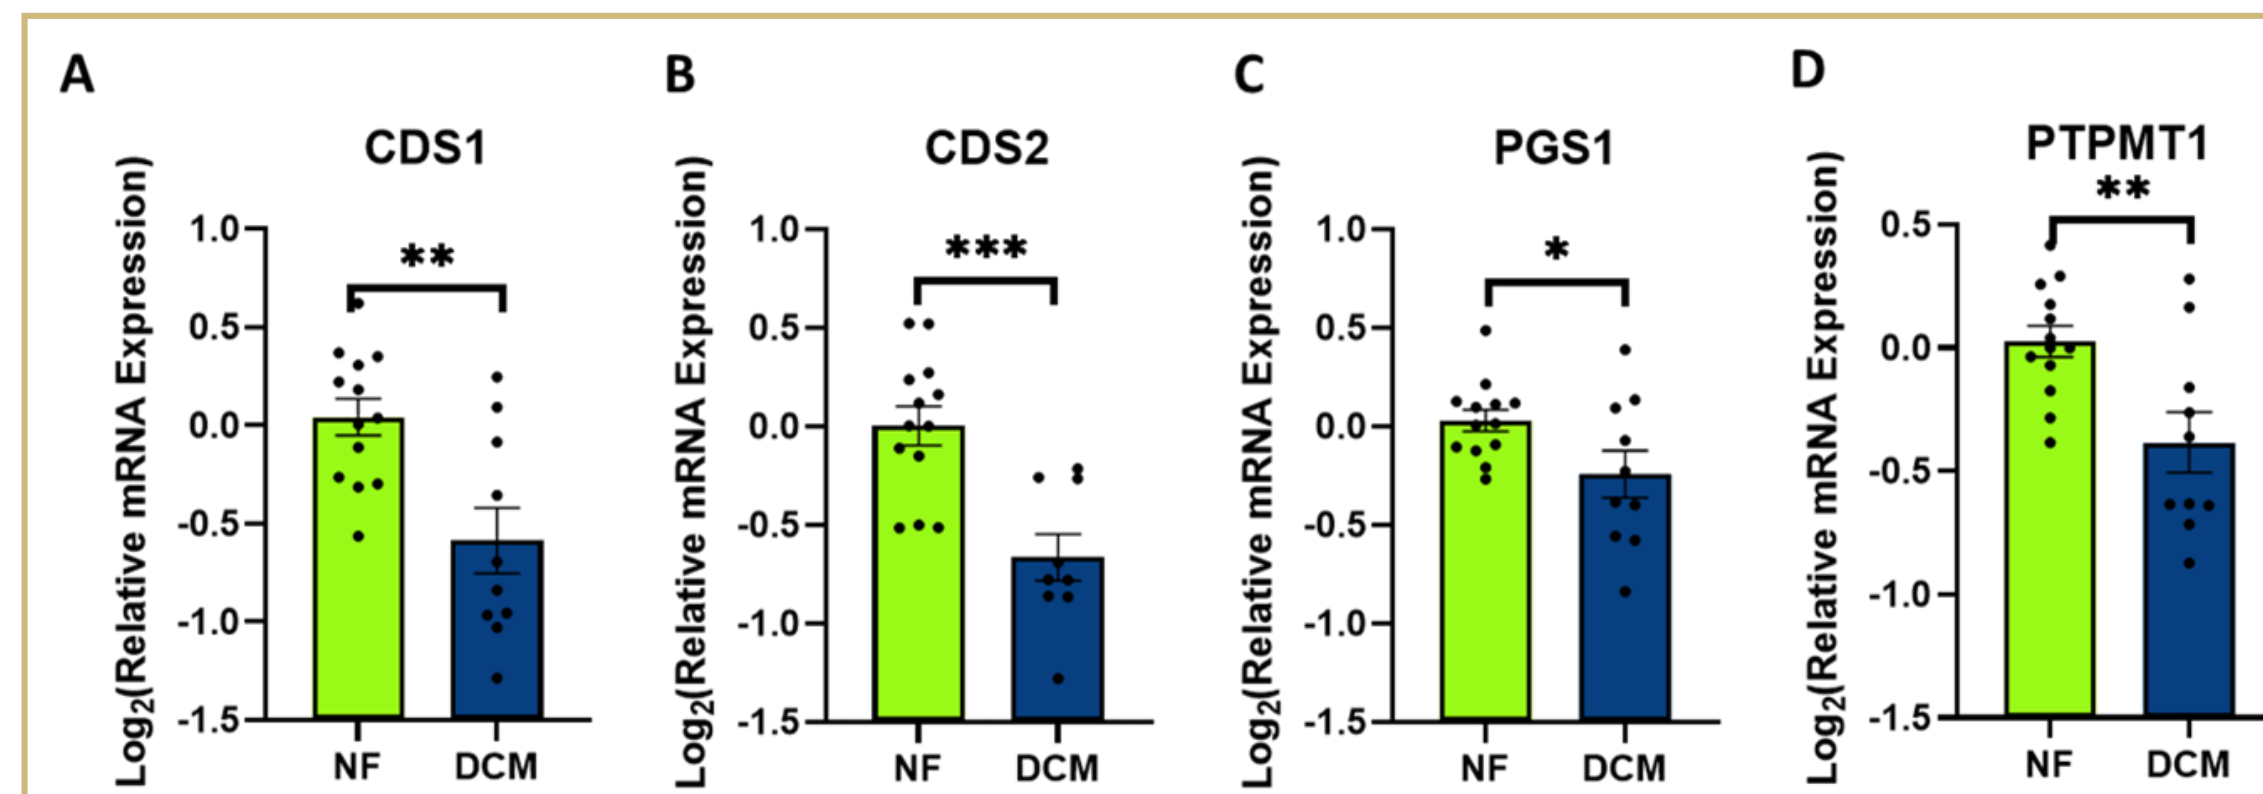 A
CDS1
Log2(Relative mRNA Expression)
**
1.0
0.5
0.0
-0.5
-1.0
-1.5
NF
DCM
B
CDS2
Log2(Relative mRNA Expression)
***
1.0
0.5
0.0
-0.5
-1.0
-1.5
NF
DCM
C
PGS1
Log2(Relative mRNA Expression)
*
1.0
0.5
0.0
-0.5
-1.0
-1.5
NF
DCM
D
PTPMT1
Log2(Relative mRNA Expression)
**
0.5
0.0
-0.5
-1.0
-1.5
NF
DCM